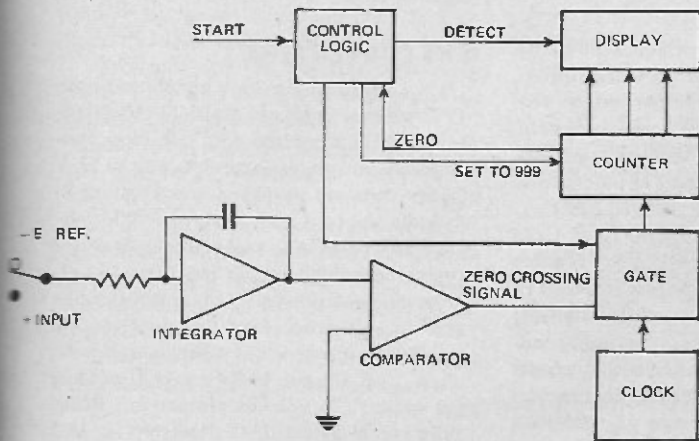 START
CONTROL
LOGIC
DETECT
DISPLAY
ZERO
SET TO 999
COUNTER
-E REF.
INPUT
INTEGRATOR
COMPARATOR
ZERO CROSSING
SIGNAL
GATE
CLOCK